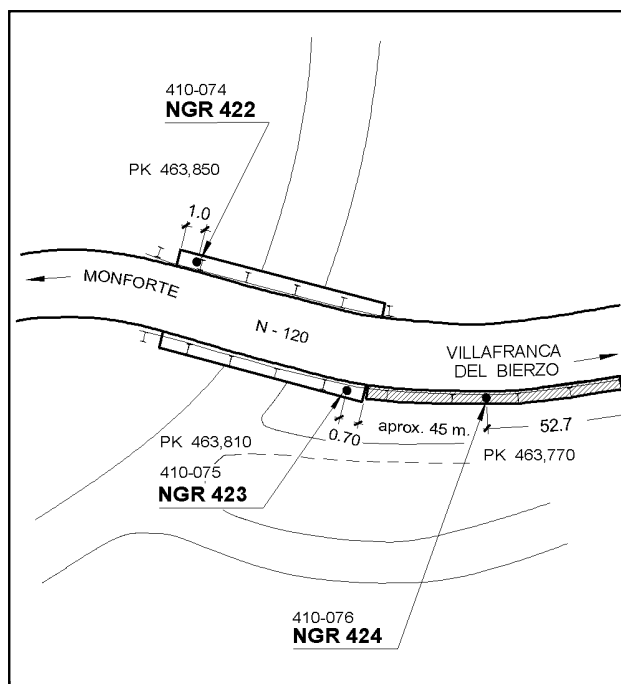 410-074
NGR 422
PK 463,850
1.0
MONFORTE
N - 120
VILLAFRANCA
DEL BIERZO
0.70
aprox. 45 m.
52.7
PK 463,810
PK 463,770
410-075
NGR 423
410-076
NGR 424